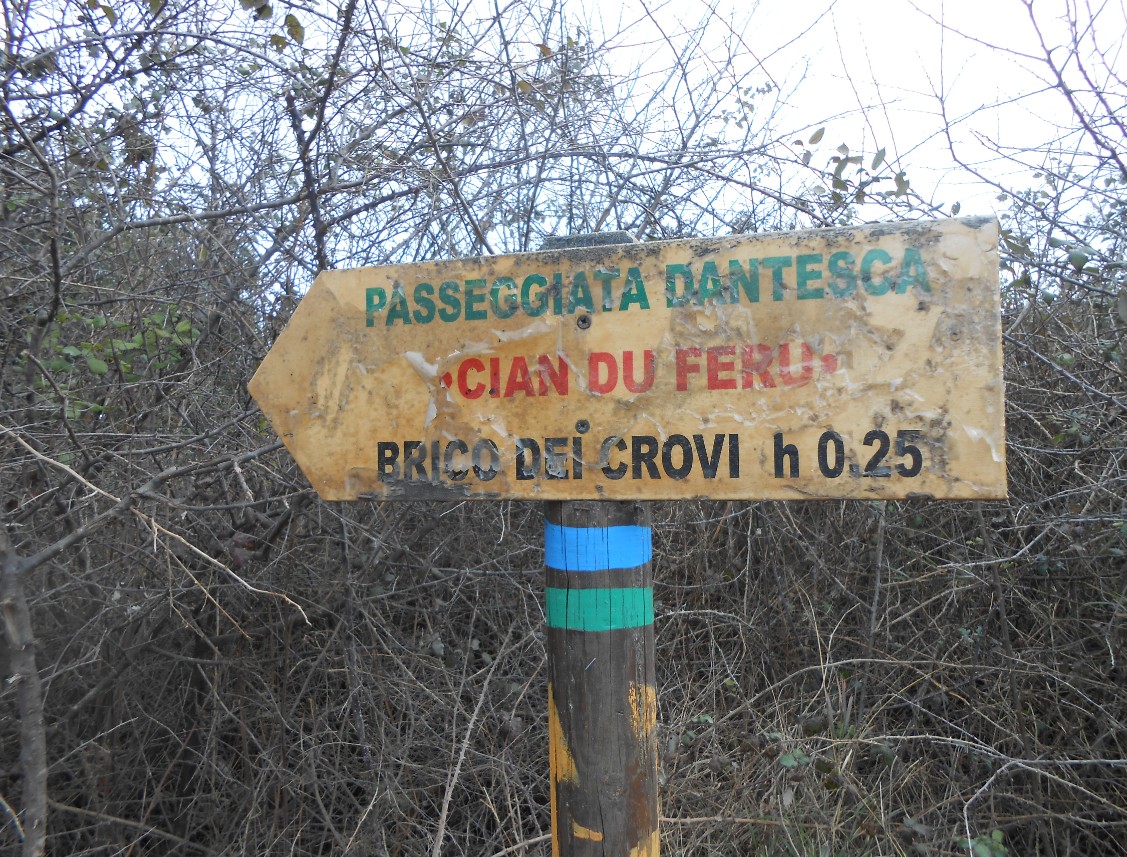 PASSEGGIATA DANTESCA
•CIAN DU FERU•
BRICO DEI CROVI h 0.25